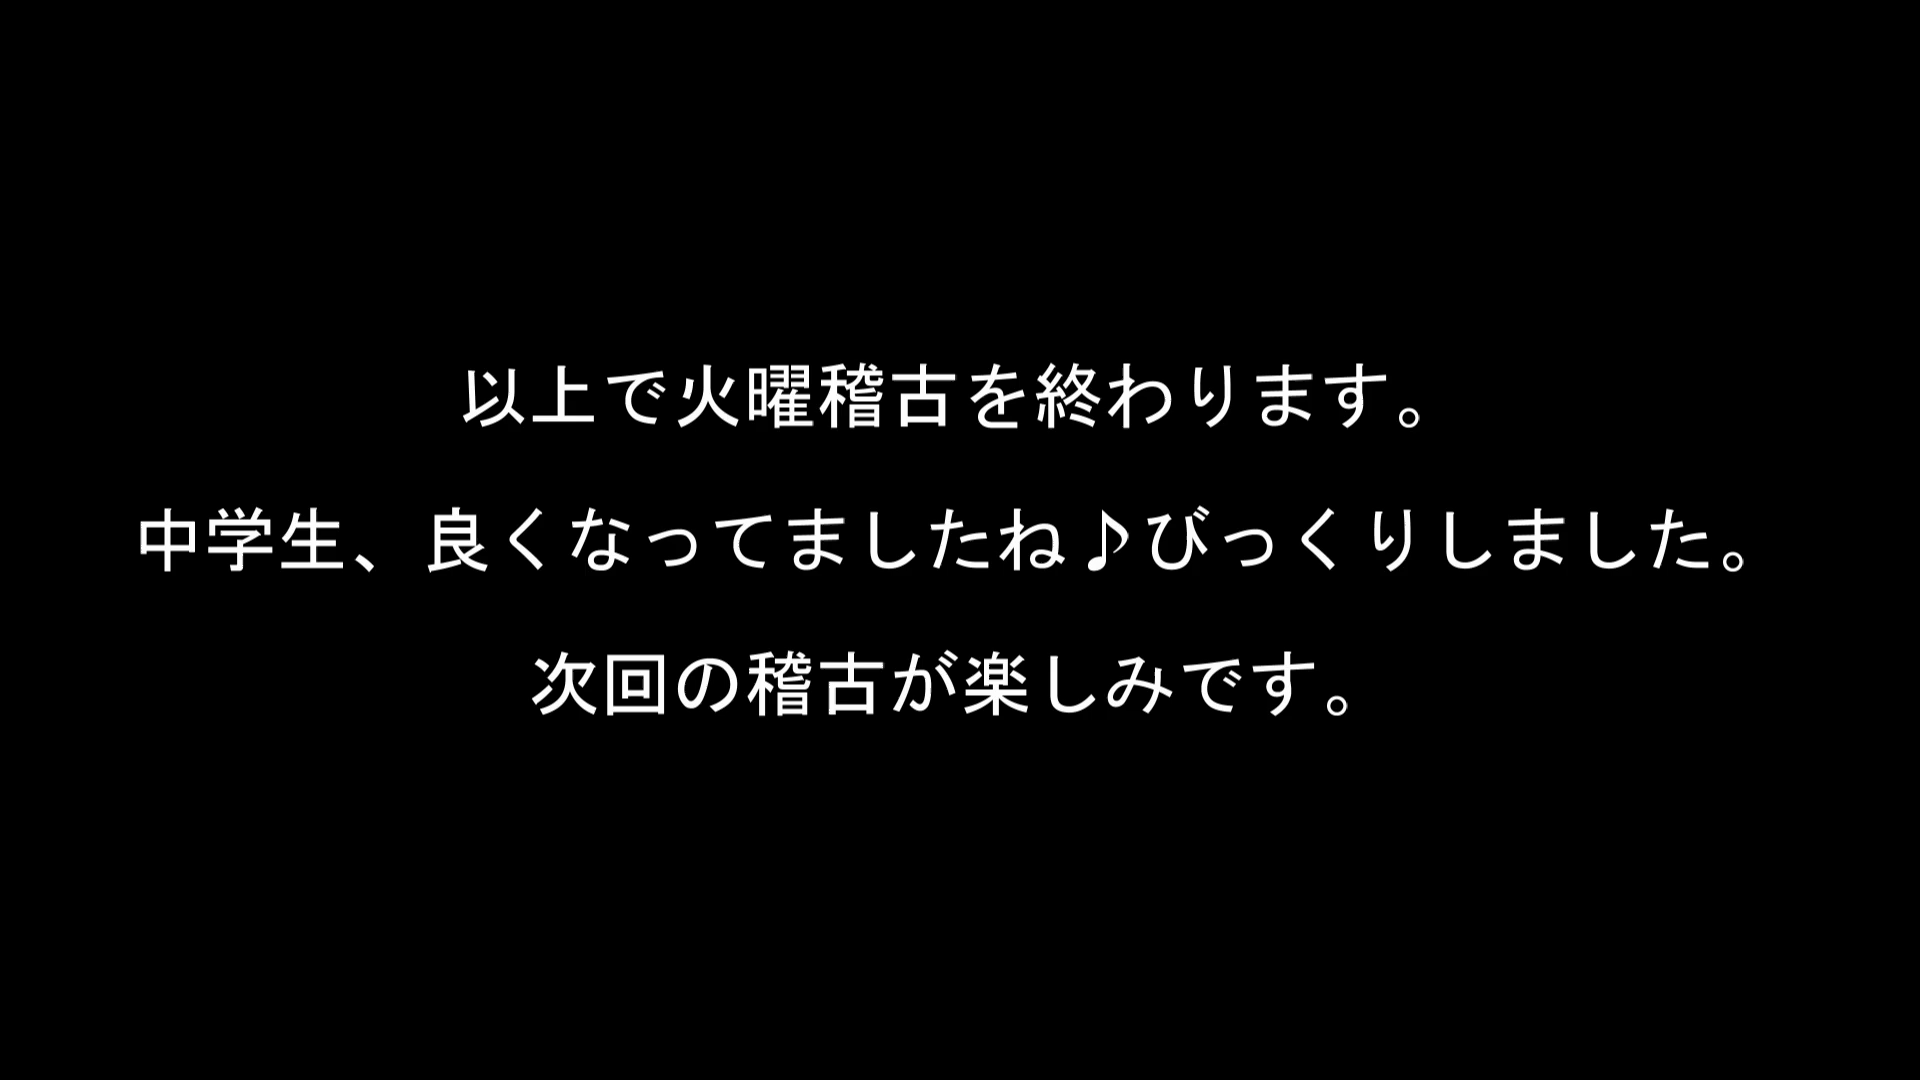 以上で火曜稽古を終わります。
中学生、良くなってましたね♪びっくりしました。
次回の稽古が楽しみです。